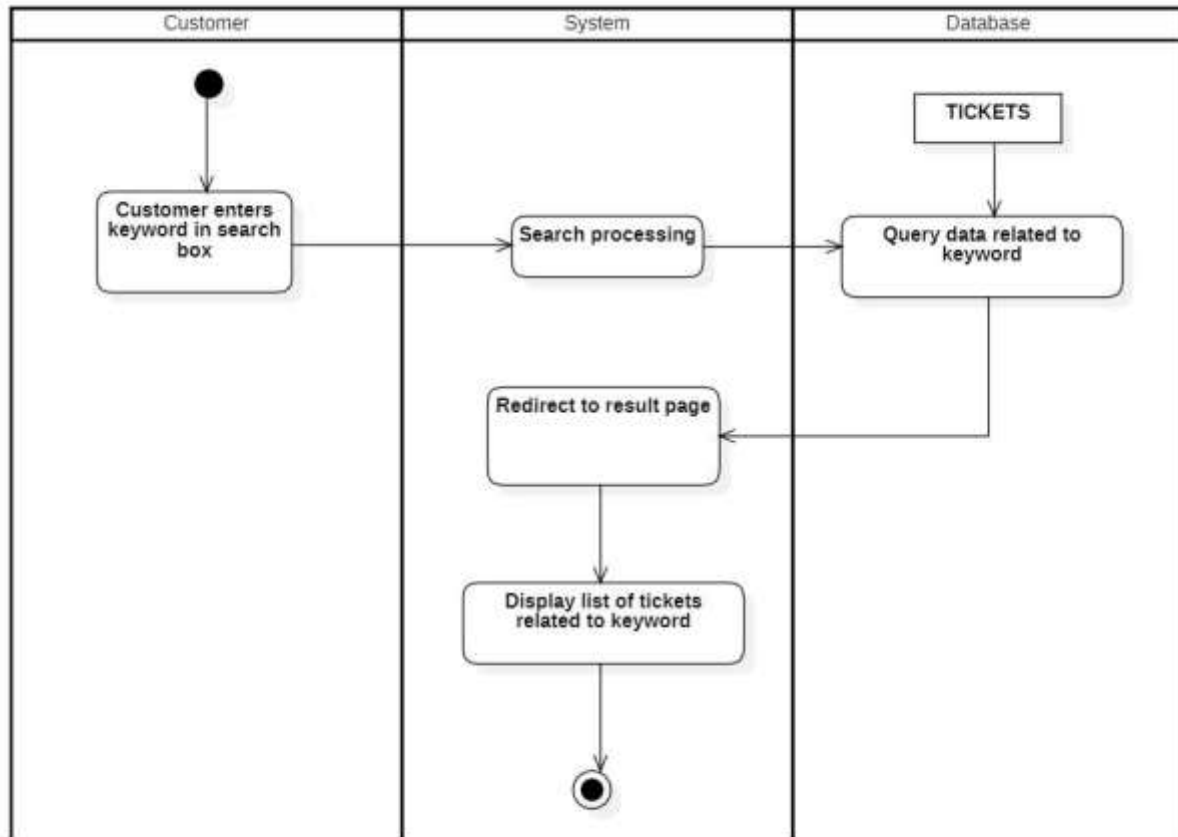 Customer
System
Database
TICKETS
Customer enters
keyword in search
box
Search processing
Query data related to
keyword
Redirect to result page
Display list of tickets
related to keyword